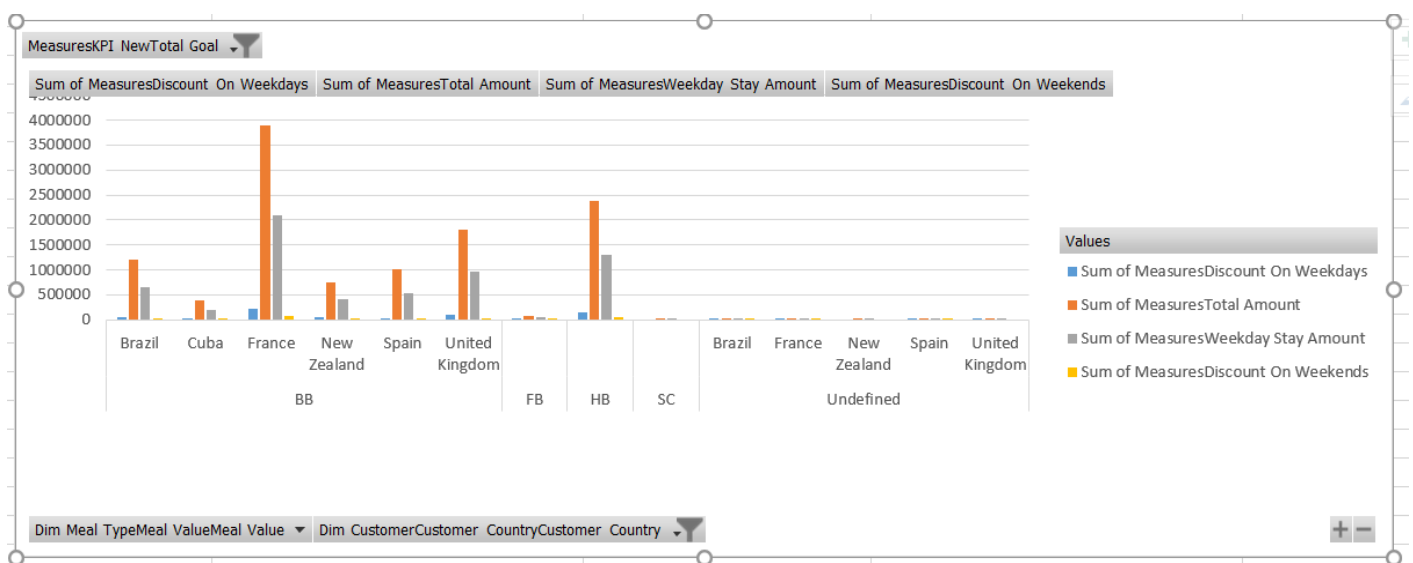 MeasuresKPI NewTotal Goal
Sum of MeasuresDiscount On Weekdays Sum of MeasuresTotal Amount Sum of MeasuresWeekday Stay Amount Sum of MeasuresDiscount On Weekends
4500000
4000000
3500000
3000000
2500000
2000000
1500000
1000000
500000
0
Brazil Cuba France New Zealand Spain United Kingdom Brazil France New Zealand Spain United Kingdom
BB FB HB SC Undefined
Values
Sum of MeasuresDiscount On Weekdays
Sum of MeasuresTotal Amount
Sum of MeasuresWeekday Stay Amount
Sum of MeasuresDiscount On Weekends
Dim Meal TypeMeal ValueMeal Value Dim CustomerCustomer CountryCustomer Country